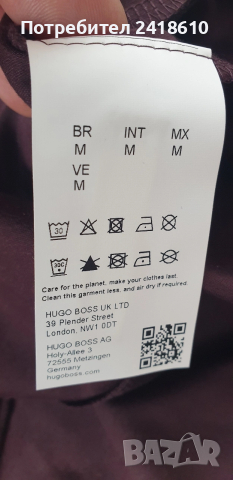 Потребител 2418610
BR INT MX
M M M
VE
M
30
30C
Care for the planet. make your clothes last.
Clean this garment less, and air dry if required.
HUGO BOSS UK LTD
39 Plender Street
London, NW1 0DT
HUGO BOSS AG
Holy-Allee 3
72555 Metzingen
Germany
hugoboss.com
BAZAR